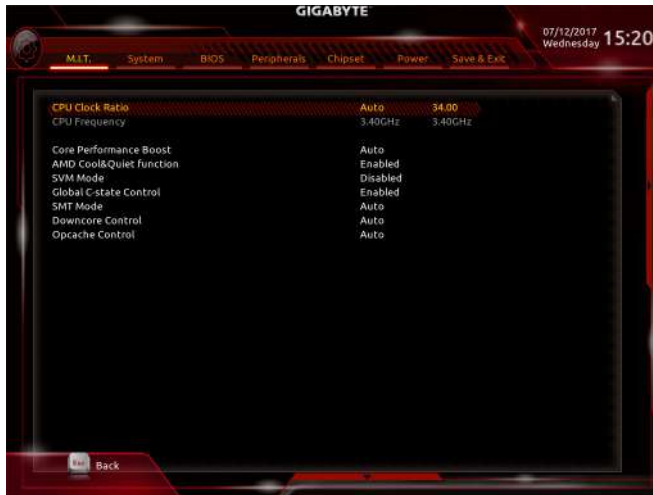 GIGABYTE
07/12/2017 15:20
Wednesday
M.I.T. System BIOS Peripherals Chipset Power Save & Exit
CPU Clock Ratio Auto 34.00
CPU Frequency 3.40GHz 3.40GHz
Core Performance Boost Auto
AMD Cool&Quiet function Enabled
SVM Mode Disabled
Global C-state Control Enabled
SMT Mode Auto
Downcore Control Auto
Opcache Control Auto
Esc Back